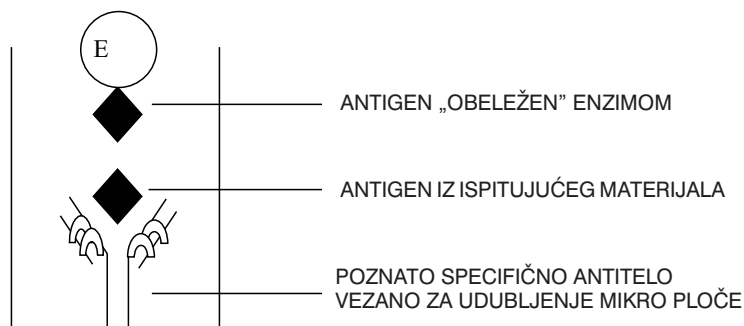 E
ANTIGEN „OBELEŽEN” ENZIMOM
ANTIGEN IZ ISPITUJUĆEG MATERIJALA
POZNATO SPECIFIČNO ANTITELO
VEZANO ZA UDUBLJENJE MIKRO PLOČE